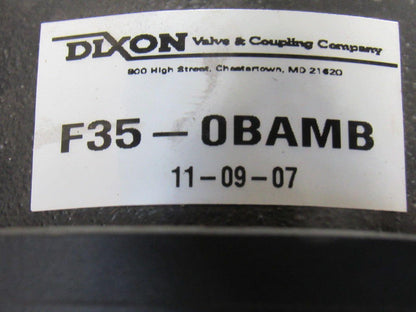 DIXON Valve & Coupling Company
800 High Street, Chestertown, MD 21620
F35-0BAMB
11-09-07